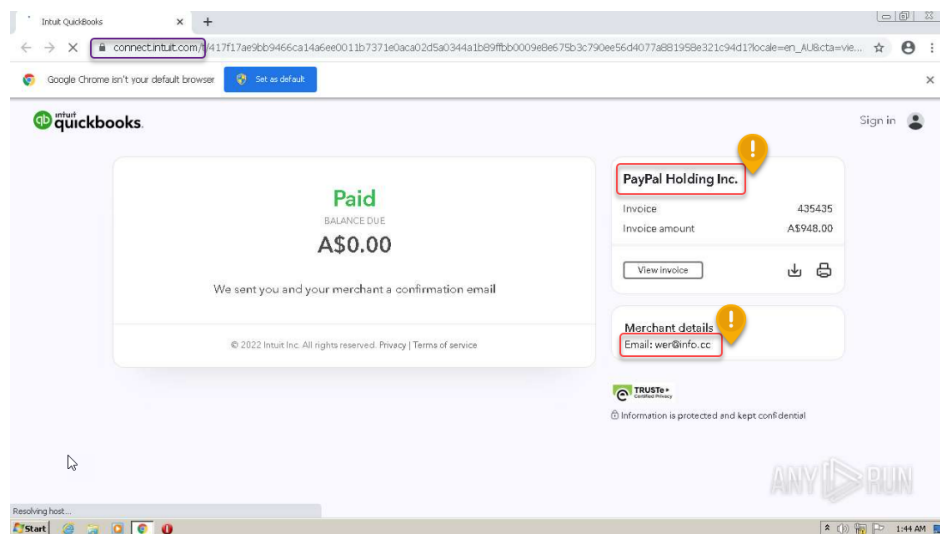 Intuit QuickBooks
connect.intuit.com/t/417f17ae9bb9466ca14a6ee0011b7371e0aca02d5a0344a1b89ffbb0009e8e675b3c790ee56d4077a881958e321c94d1?locale=en_AU&cta=vie...
Google Chrome isn't your default browser Set as default
intuit quickbooks.
Sign in
Paid
BALANCE DUE
A$0.00
We sent you and your merchant a confirmation email
© 2022 Intuit Inc. All rights reserved. Privacy | Terms of service
PayPal Holding Inc.
Invoice 435435
Invoice amount A$948.00
View invoice
Merchant details
Email: wer@info.cc
TRUSTe
Certified Privacy
Information is protected and kept confidential
ANY RUN
Resolving host...
Start
1:44 AM